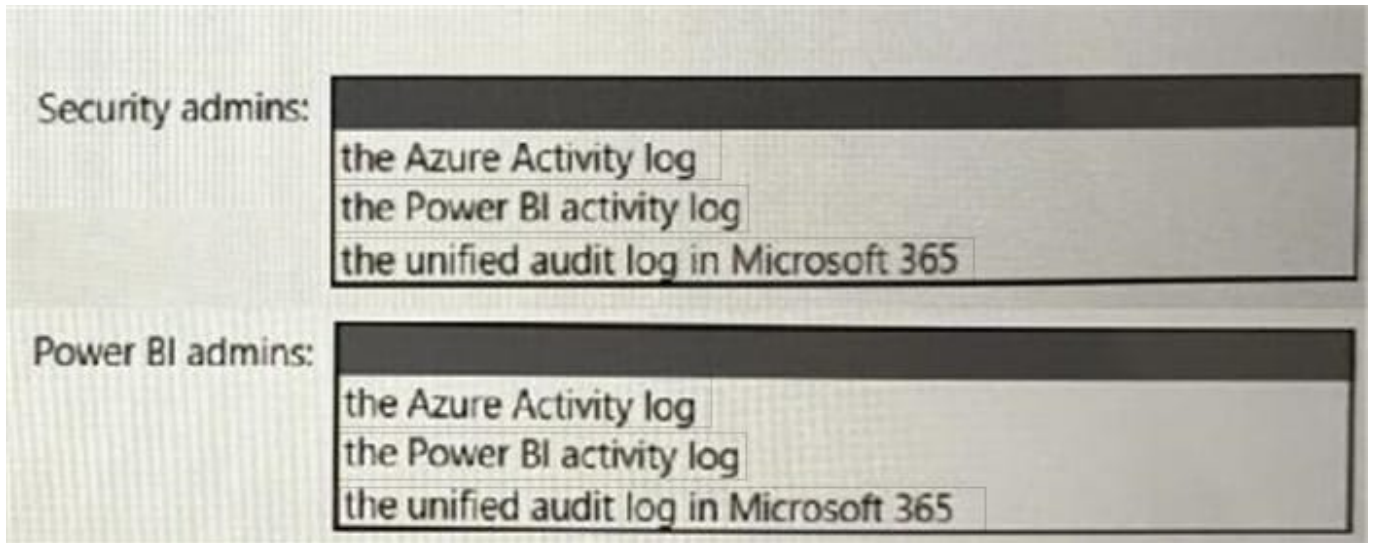 Security admins:
the Azure Activity log
the Power BI activity log
the unified audit log in Microsoft 365
Power BI admins:
the Azure Activity log
the Power BI activity log
the unified audit log in Microsoft 365